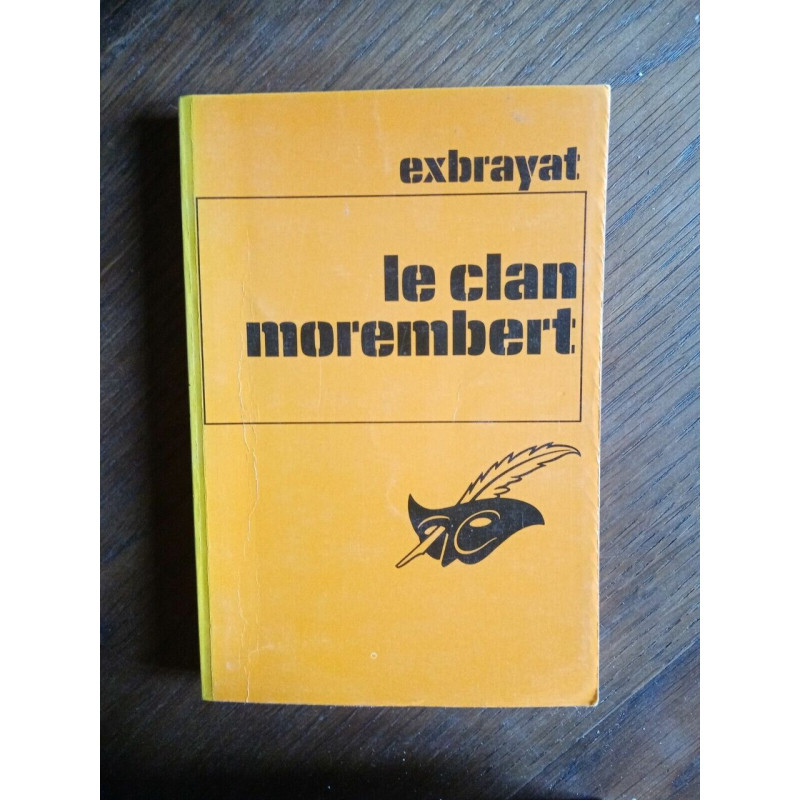 exbrayat
le clan
morembert